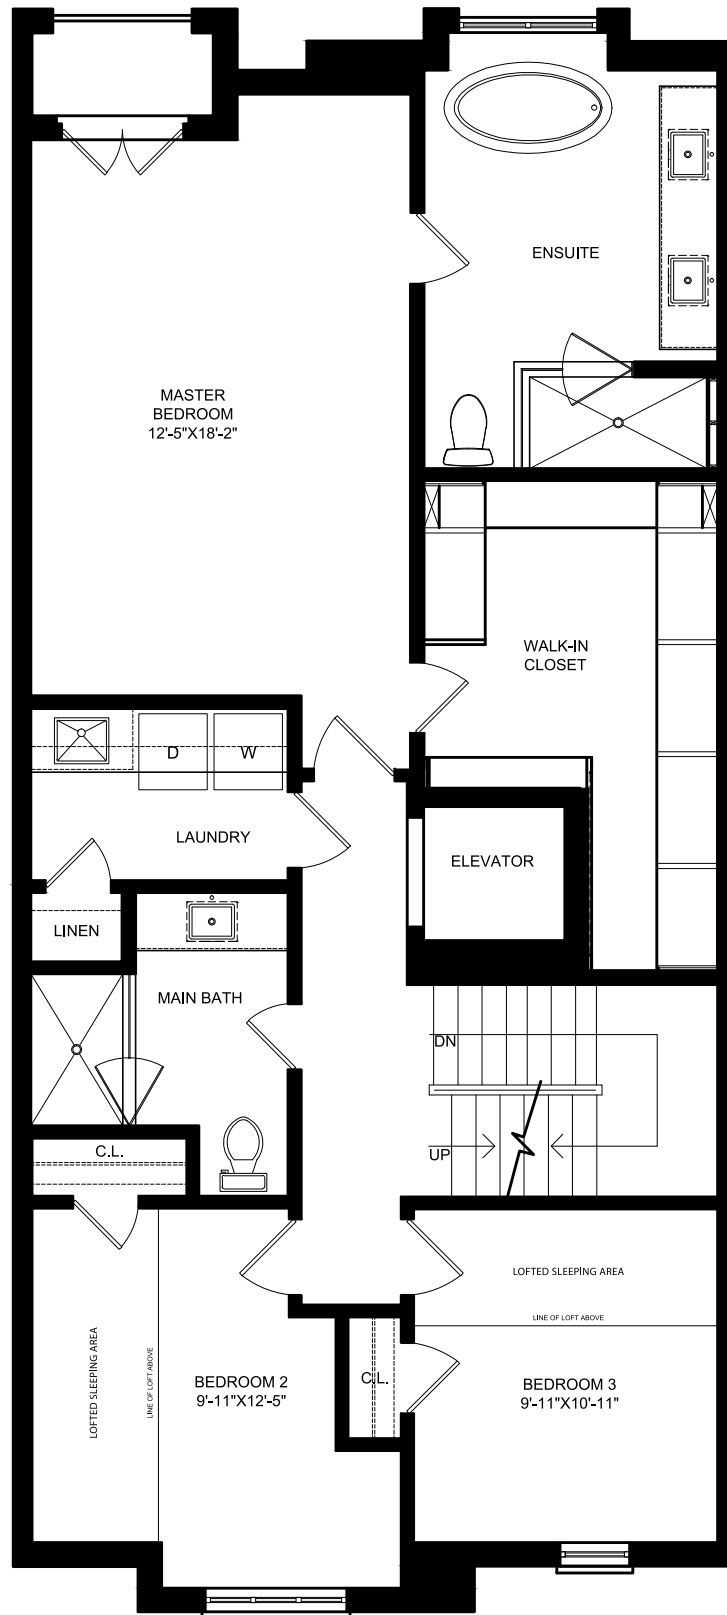 ENSUITE
MASTER
BEDROOM
12'-5"X18'-2"
WALK-IN
CLOSET
D
W
LAUNDRY
ELEVATOR
LINEN
MAIN BATH
DN
UP
C.L.
LOFTED SLEEPING AREA
LINE OF LOFT ABOVE
BEDROOM 2
9'-11"X12'-5"
C.L.
LOFTED SLEEPING AREA
LINE OF LOFT ABOVE
BEDROOM 3
9'-11"X10'-11"